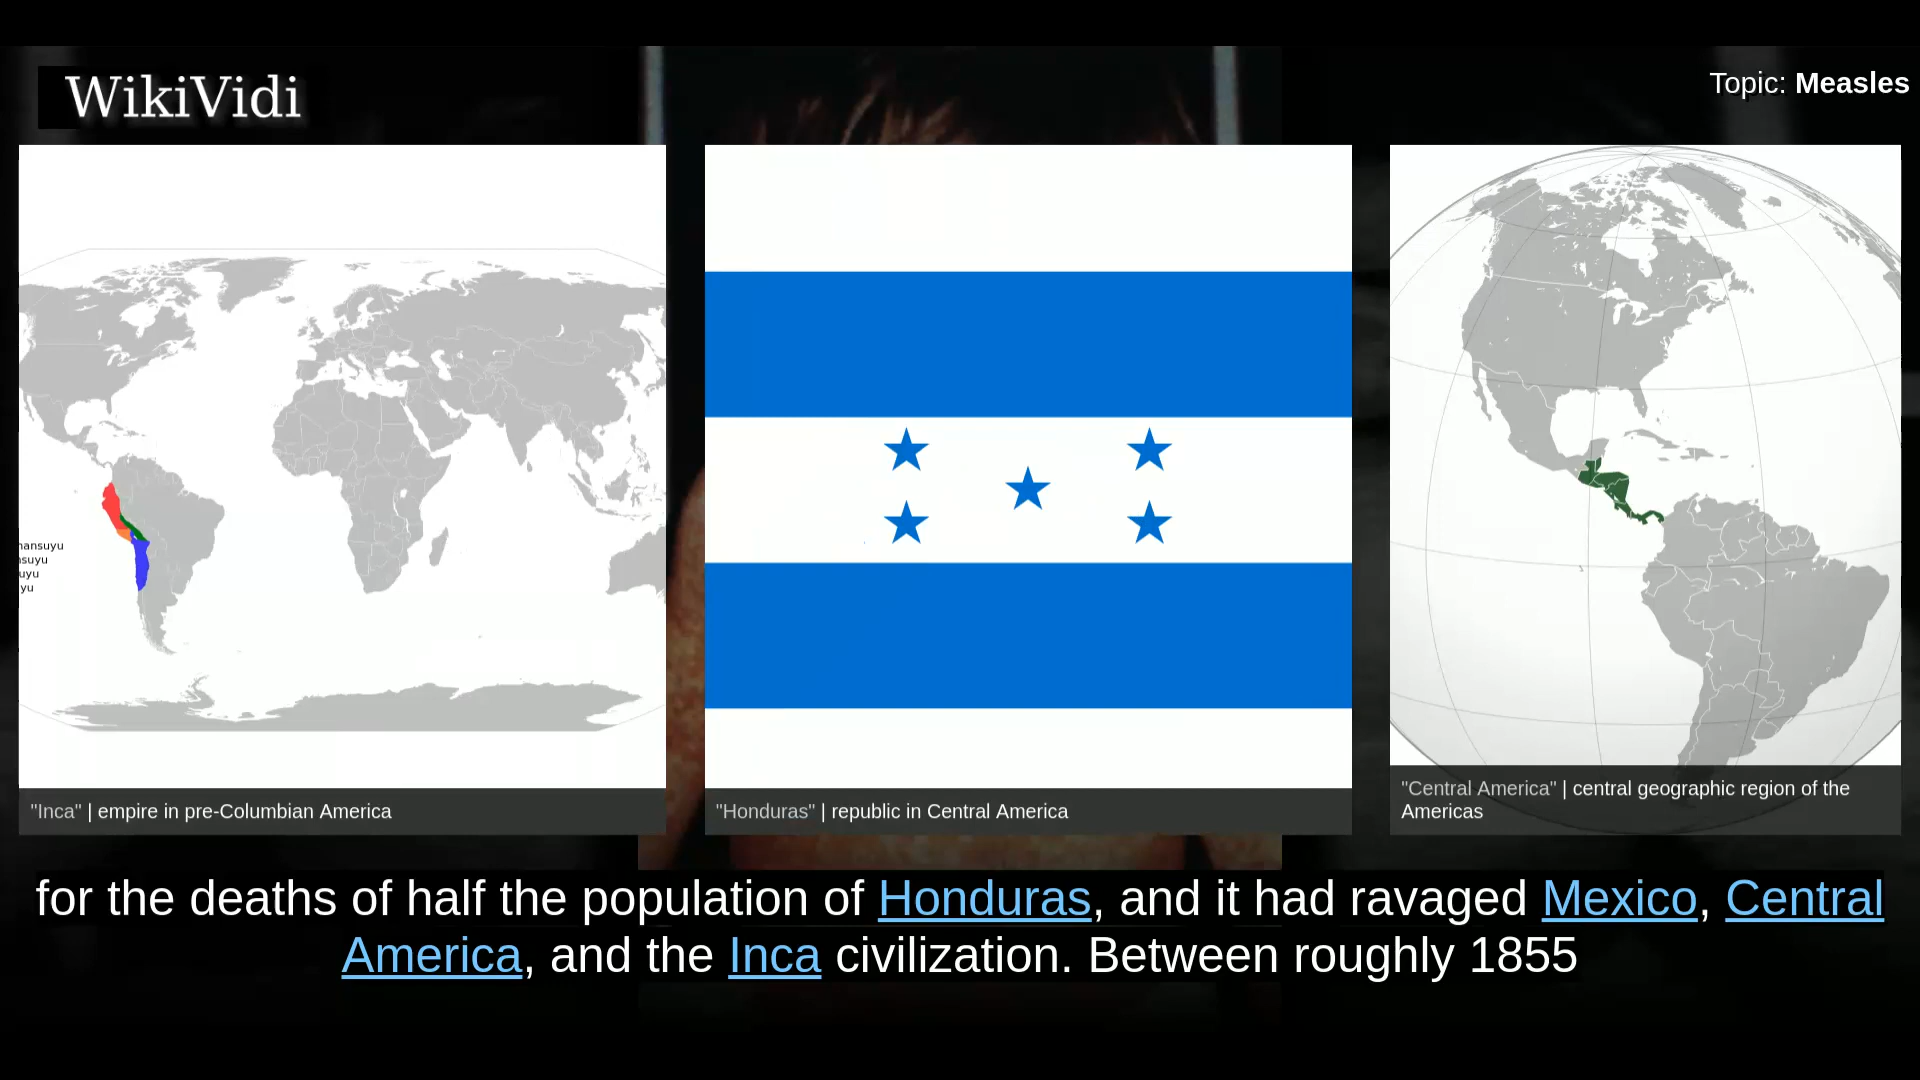 WikiVidi
Topic: Measles
nansuyu
nsuyu
uyu
yu
"Inca" | empire in pre-Columbian America
"Honduras" | republic in Central America
"Central America" | central geographic region of the
Americas
for the deaths of half the population of Honduras, and it had ravaged Mexico, Central
America, and the Inca civilization. Between roughly 1855